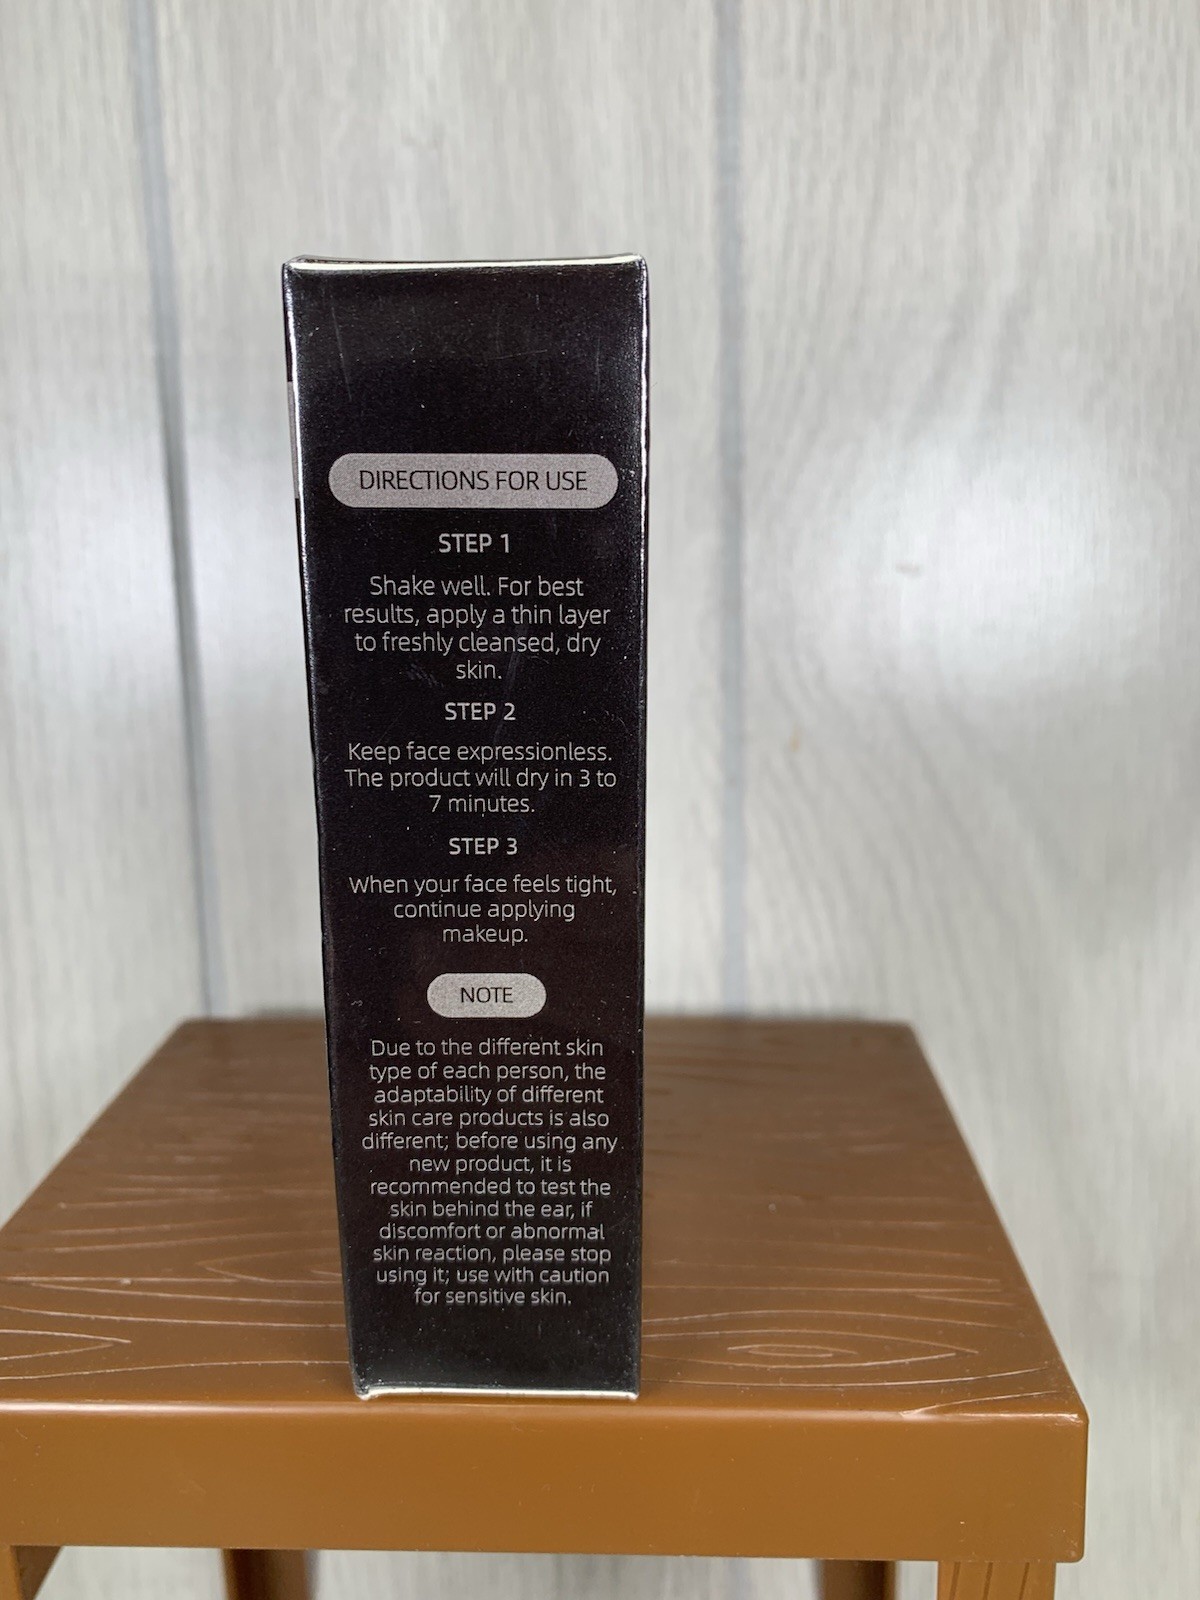 DIRECTIONS FOR USE
STEP 1
Shake well. For best
results, apply a thin layer
to freshly cleansed, dry
skin.
STEP 2
Keep face expressionless.
The product will dry in 3 to
7 minutes.
STEP 3
When your face feels tight,
continue applying
makeup.
NOTE
Due to the different skin
type of each person, the
adaptability of different
skin care products is also
different; before using any
new product, it is
recommended to test the
skin behind the ear, if
discomfort or abnormal
skin reaction, please stop
using it; use with caution
for sensitive skin.